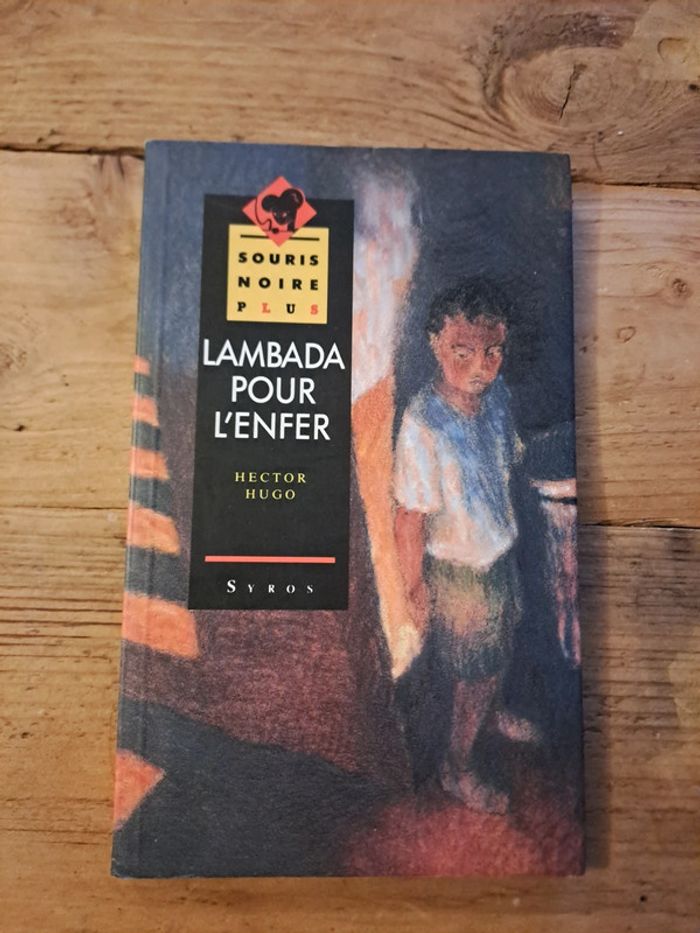 SOURIS
NOIRE
PLUS
LAMBADA
POUR
L'ENFER
HECTOR
HUGO
SYROS